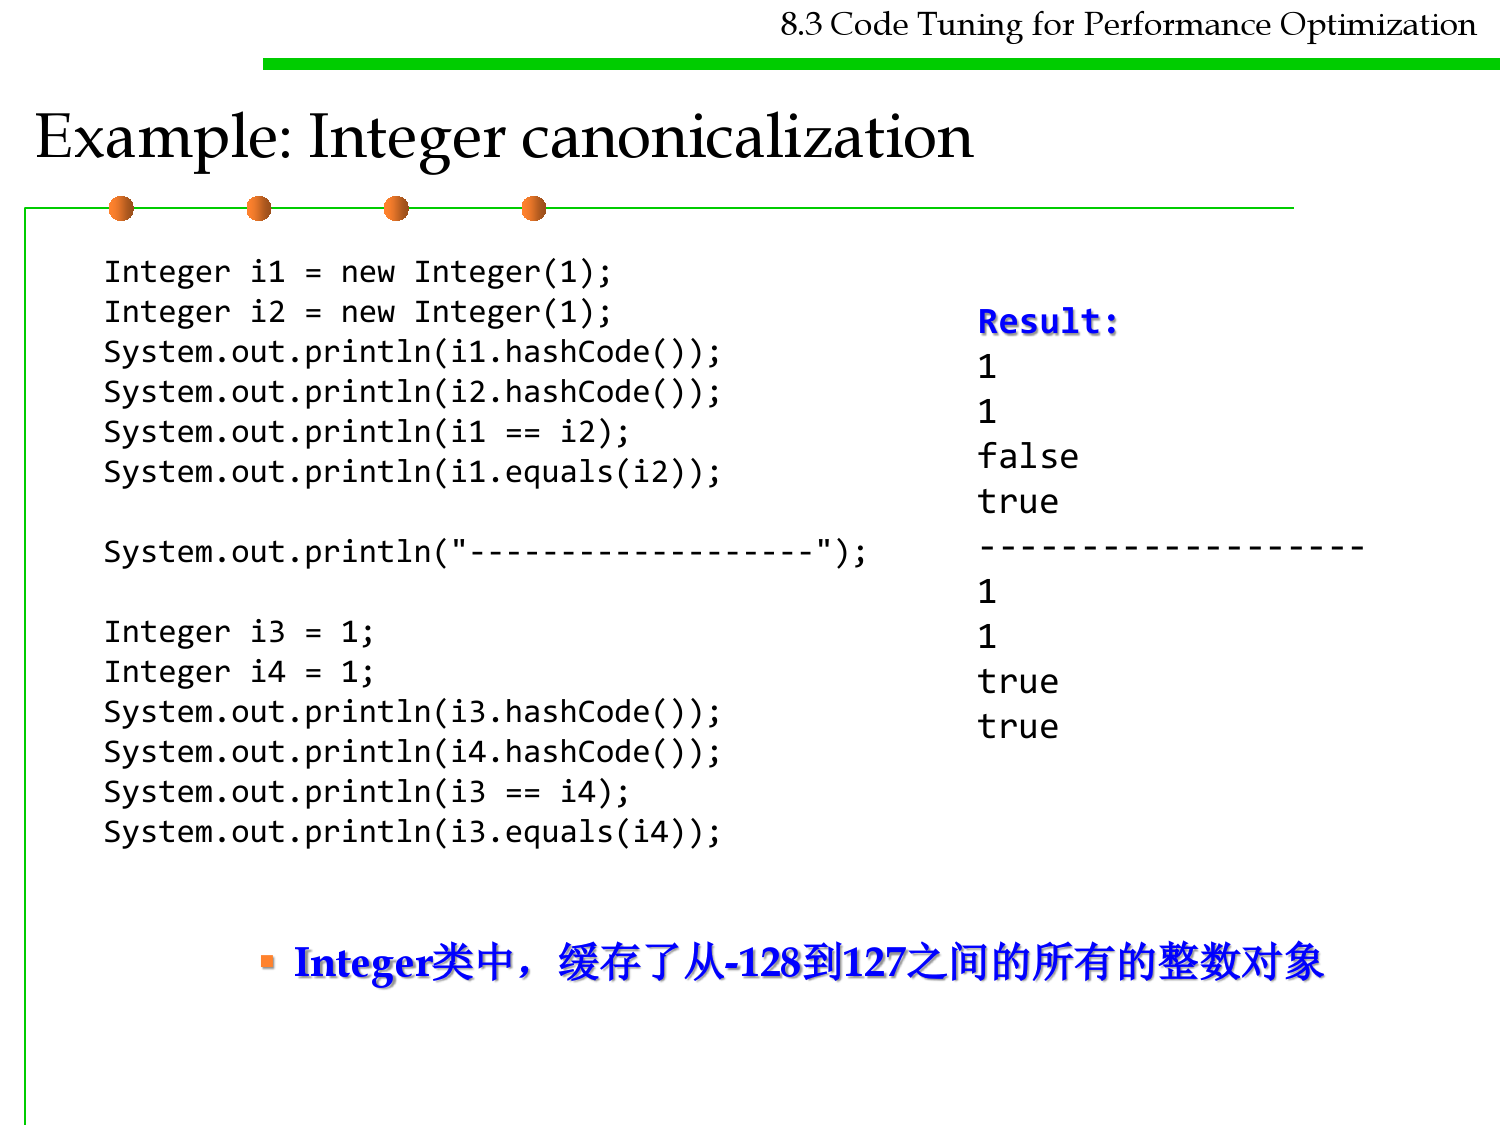 8.3 Code Tuning for Performance Optimization
Example: Integer canonicalization
Integer i1 = new Integer(1);
Integer i2 = new Integer(1);
System.out.println(i1.hashCode());
System.out.println(i2.hashCode());
System.out.println(i1 == i2);
System.out.println(i1.equals(i2));
System.out.println("-------------------");
Integer i3 = 1;
Integer i4 = 1;
System.out.println(i3.hashCode());
System.out.println(i4.hashCode());
System.out.println(i3 == i4);
System.out.println(i3.equals(i4));
Result:
1
1
false
true
-------------------
1
1
true
true
Integer类中，缓存了从-128到127之间的所有的整数对象